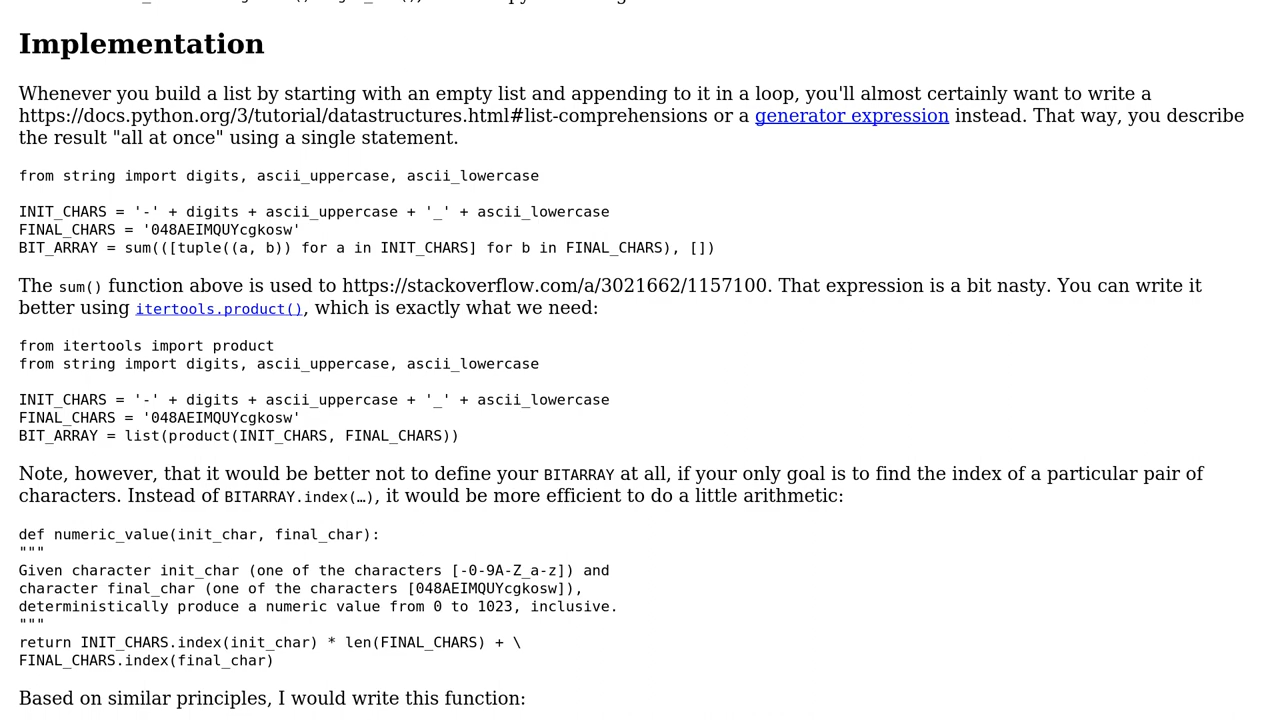 Implementation
Whenever you build a list by starting with an empty list and appending to it in a loop, you'll almost certainly want to write a
https://docs.python.org/3/tutorial/datastructures.html#list-comprehensions or a generator expression instead. That way, you describe
the result "all at once" using a single statement.
from string import digits, ascii_uppercase, ascii_lowercase
INIT_CHARS = '-' + digits + ascii_uppercase + '_' + ascii_lowercase
FINAL_CHARS = '048AEIMQUYcgkosw'
BIT_ARRAY = sum(([tuple((a, b)) for a in INIT_CHARS] for b in FINAL_CHARS), [])
The sum() function above is used to https://stackoverflow.com/a/3021662/1157100. That expression is a bit nasty. You can write it
better using itertools.product(), which is exactly what we need:
from itertools import product
from string import digits, ascii_uppercase, ascii_lowercase
INIT_CHARS = '-' + digits + ascii_uppercase + '_' + ascii_lowercase
FINAL_CHARS = '048AEIMQUYcgkosw'
BIT_ARRAY = list(product(INIT_CHARS, FINAL_CHARS))
Note, however, that it would be better not to define your BITARRAY at all, if your only goal is to find the index of a particular pair of
characters. Instead of BITARRAY.index(…), it would be more efficient to do a little arithmetic:
def numeric_value(init_char, final_char):
"""
Given character init_char (one of the characters [-0-9A-Z_a-z]) and
character final_char (one of the characters [048AEIMQUYcgkosw]),
deterministically produce a numeric value from 0 to 1023, inclusive.
"""
return INIT_CHARS.index(init_char) * len(FINAL_CHARS) + \
FINAL_CHARS.index(final_char)
Based on similar principles, I would write this function: